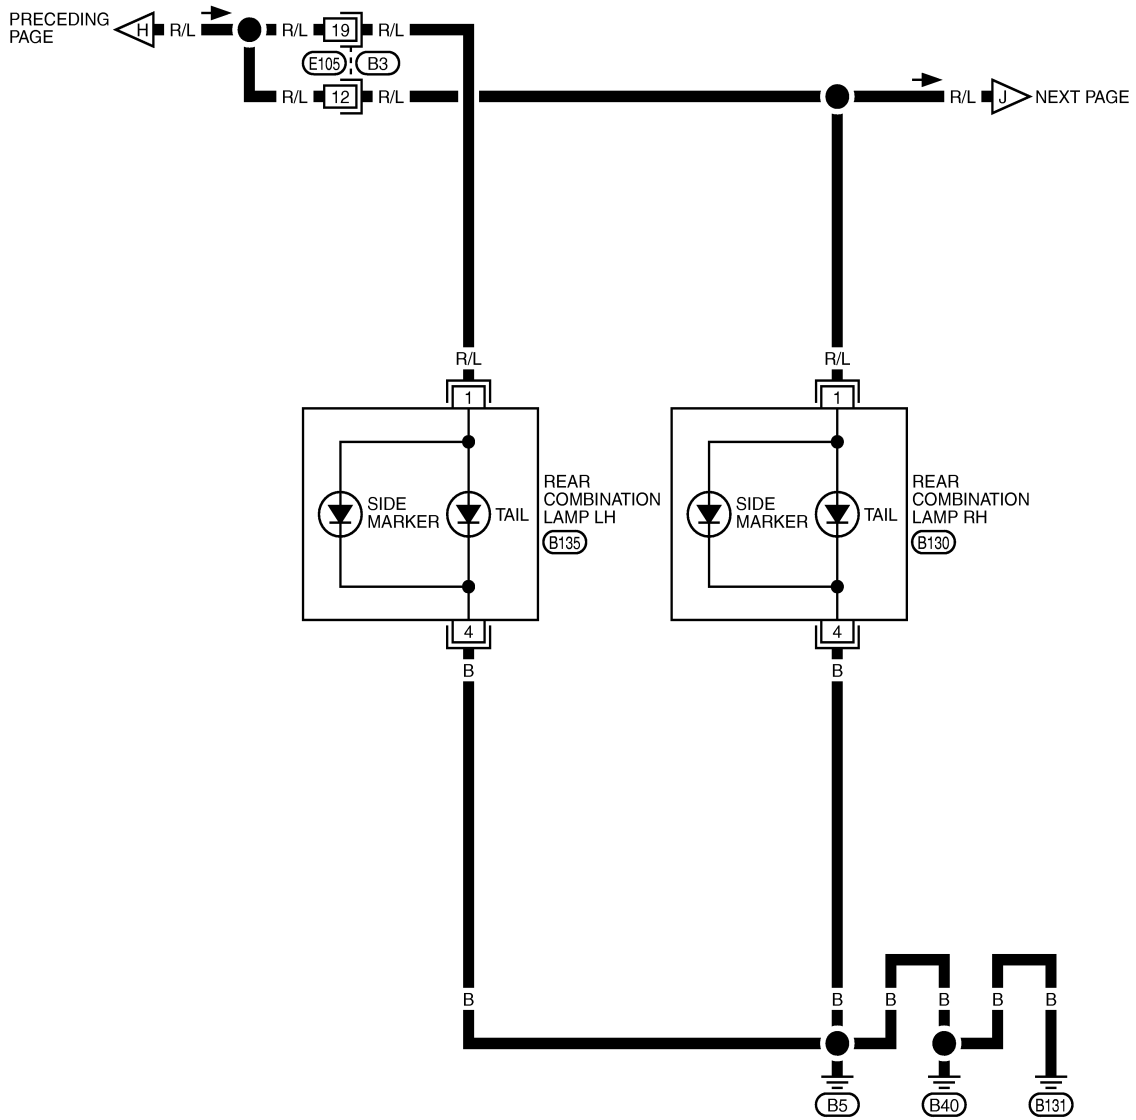 PRECEDING
PAGE
H
R/L
R/L
19
R/L
E105
B3
R/L
12
R/L
R/L
J
NEXT PAGE
R/L
R/L
1
1
SIDE
MARKER
TAIL
REAR
COMBINATION
LAMP LH
B135
SIDE
MARKER
TAIL
REAR
COMBINATION
LAMP RH
B130
4
4
B
B
B
B
B
B
B
B
B5
B40
B131